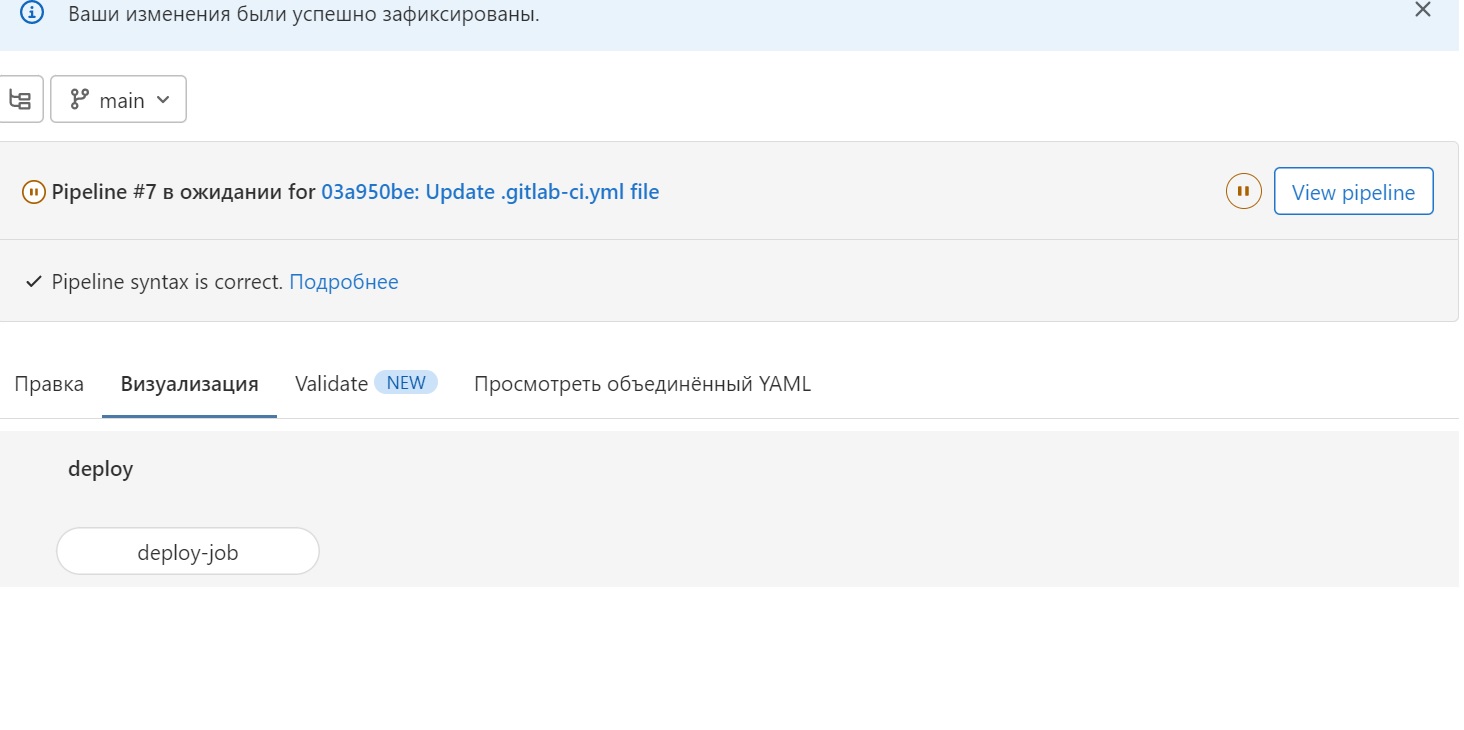 Ваши изменения были успешно зафиксированы.
main
Pipeline #7 в ожидании for 03a950be: Update .gitlab-ci.yml file
View pipeline
Pipeline syntax is correct. Подробнее
Правка Визуализация Validate NEW Просмотреть объединённый YAML
deploy
deploy-job